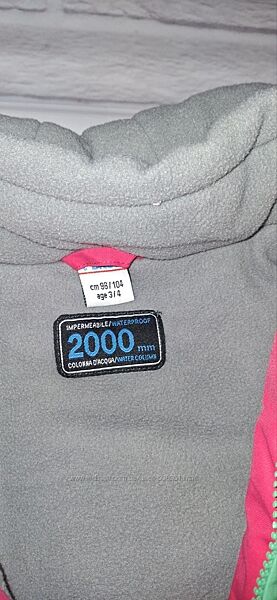 cm 98/104
age 3/4
IMPERMEABILE/WATERPROOF
2000 mm
COLONNA D'ACQUA/WATER COLUMN